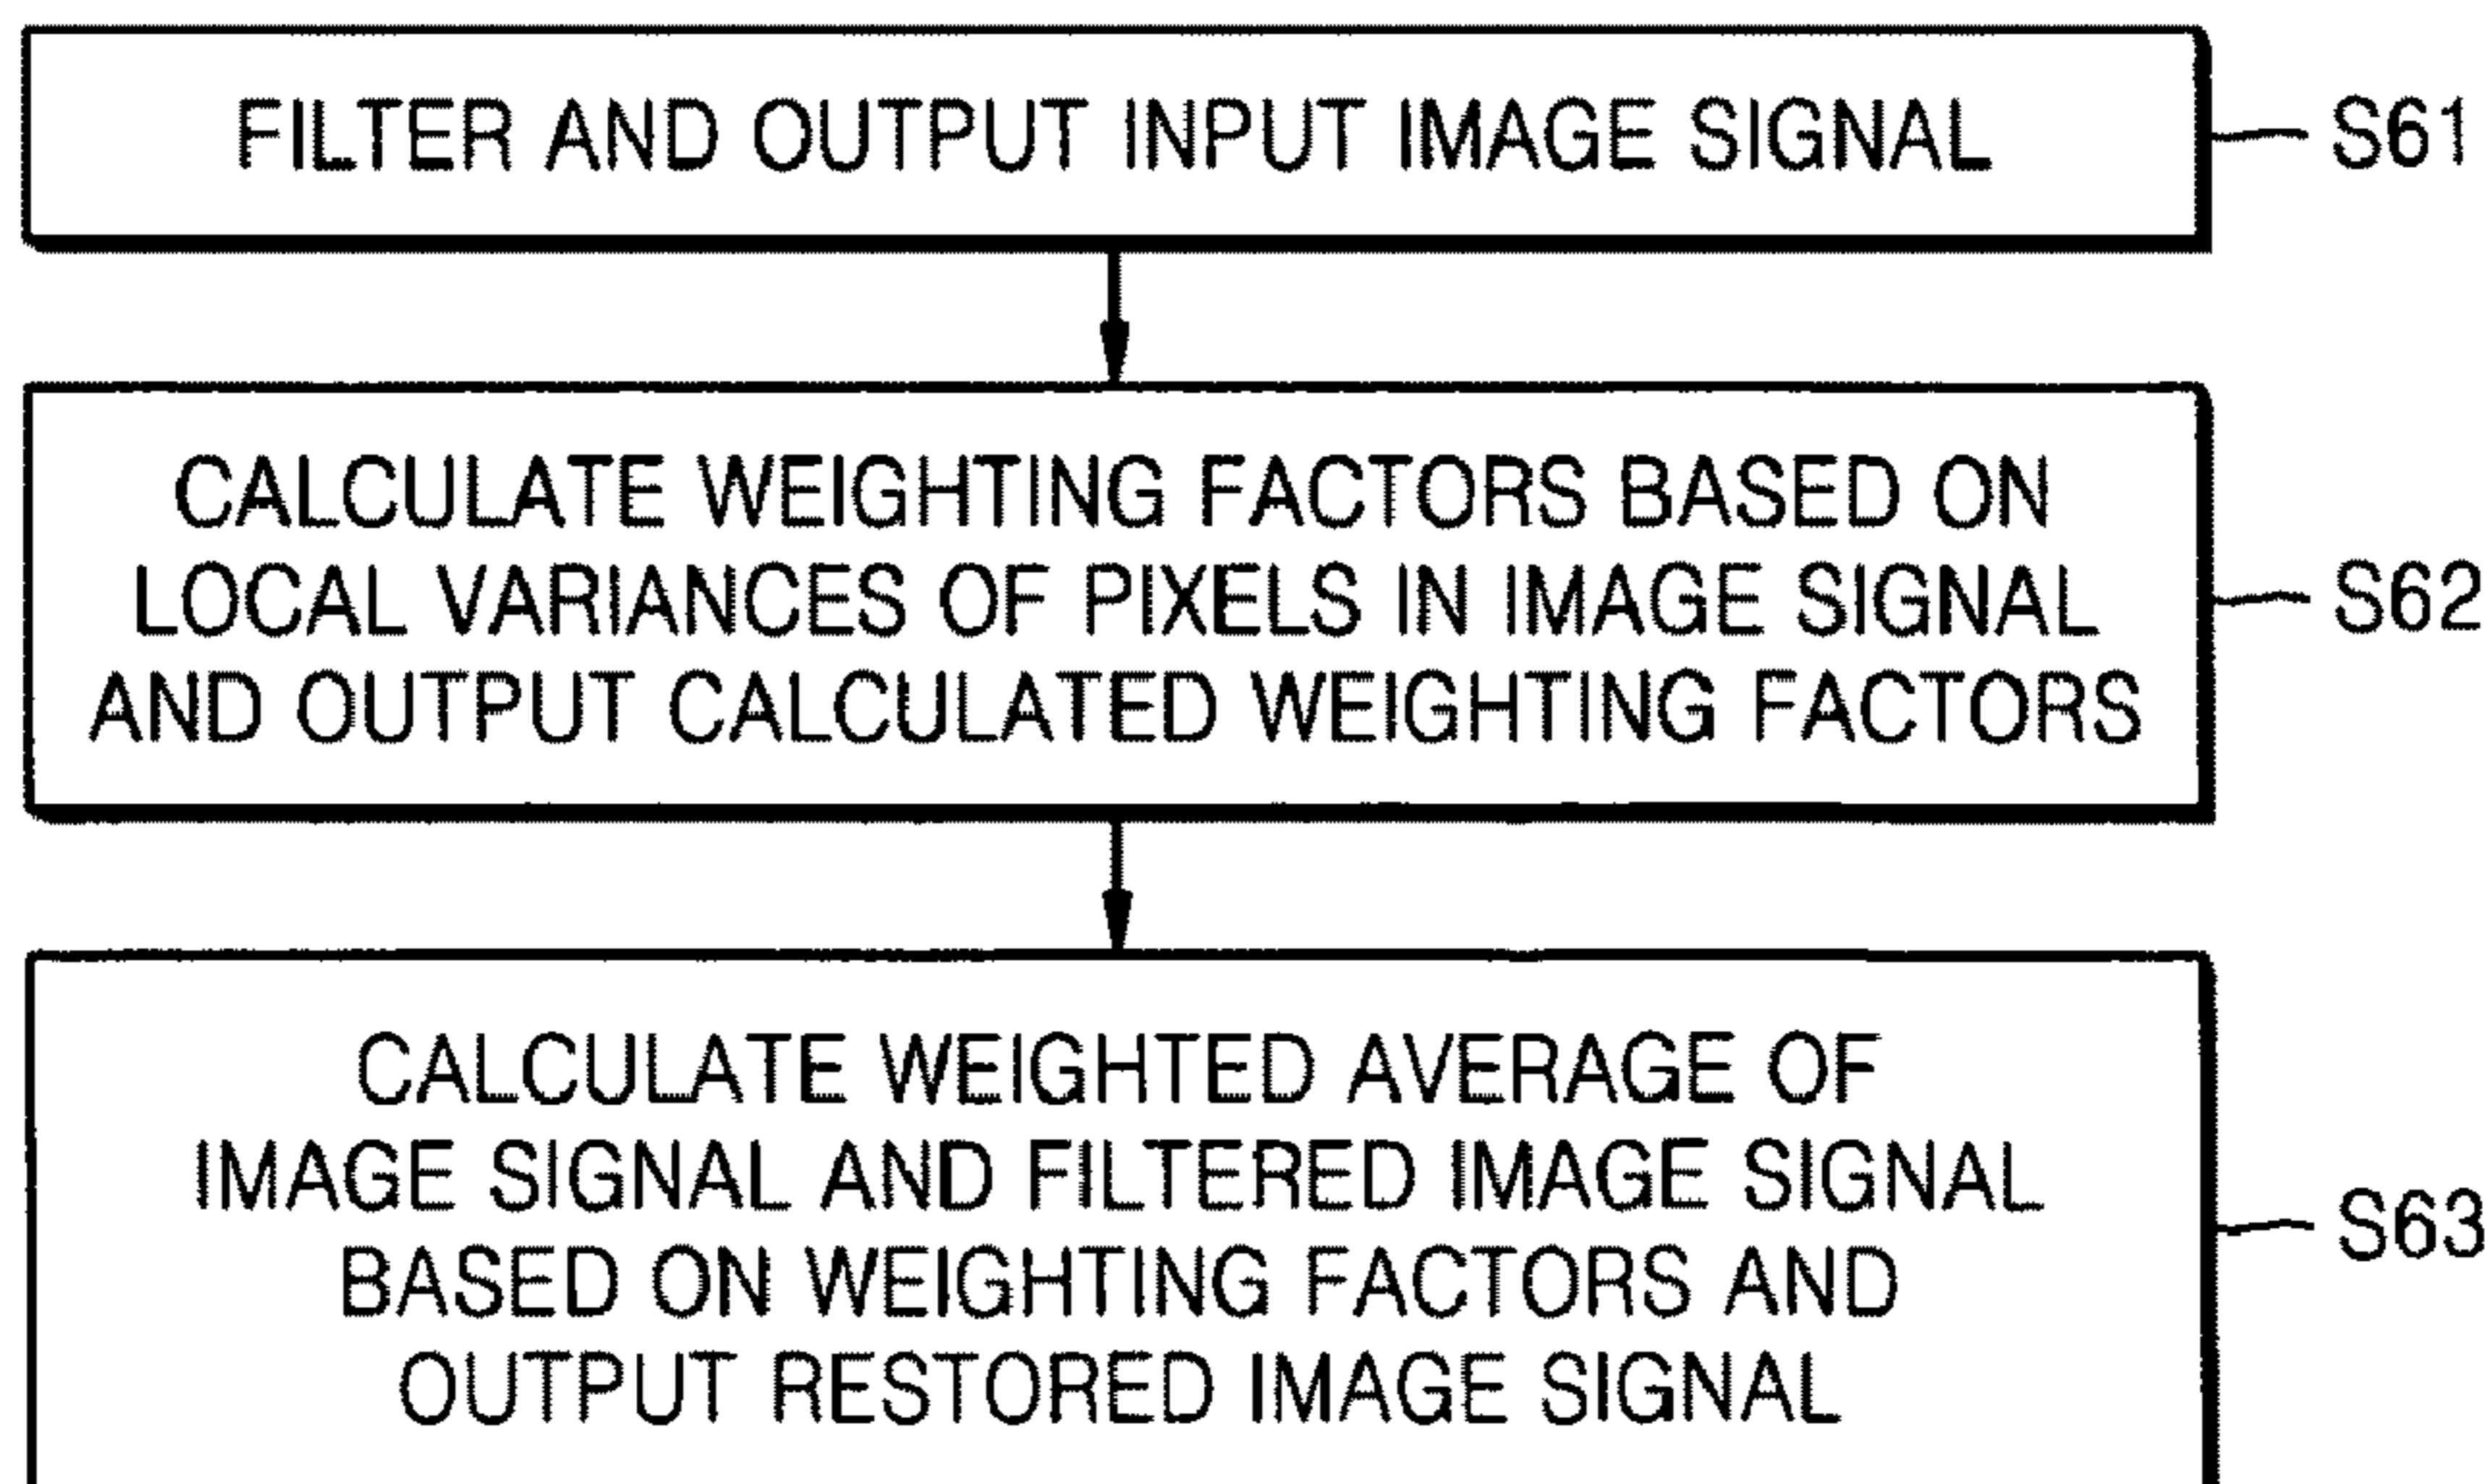 FILTER AND OUTPUT INPUT IMAGE SIGNAL
S61
CALCULATE WEIGHTING FACTORS BASED ON
LOCAL VARIANCES OF PIXELS IN IMAGE SIGNAL
AND OUTPUT CALCULATED WEIGHTING FACTORS
S62
CALCULATE WEIGHTED AVERAGE OF
IMAGE SIGNAL AND FILTERED IMAGE SIGNAL
BASED ON WEIGHTING FACTORS AND
OUTPUT RESTORED IMAGE SIGNAL
S63